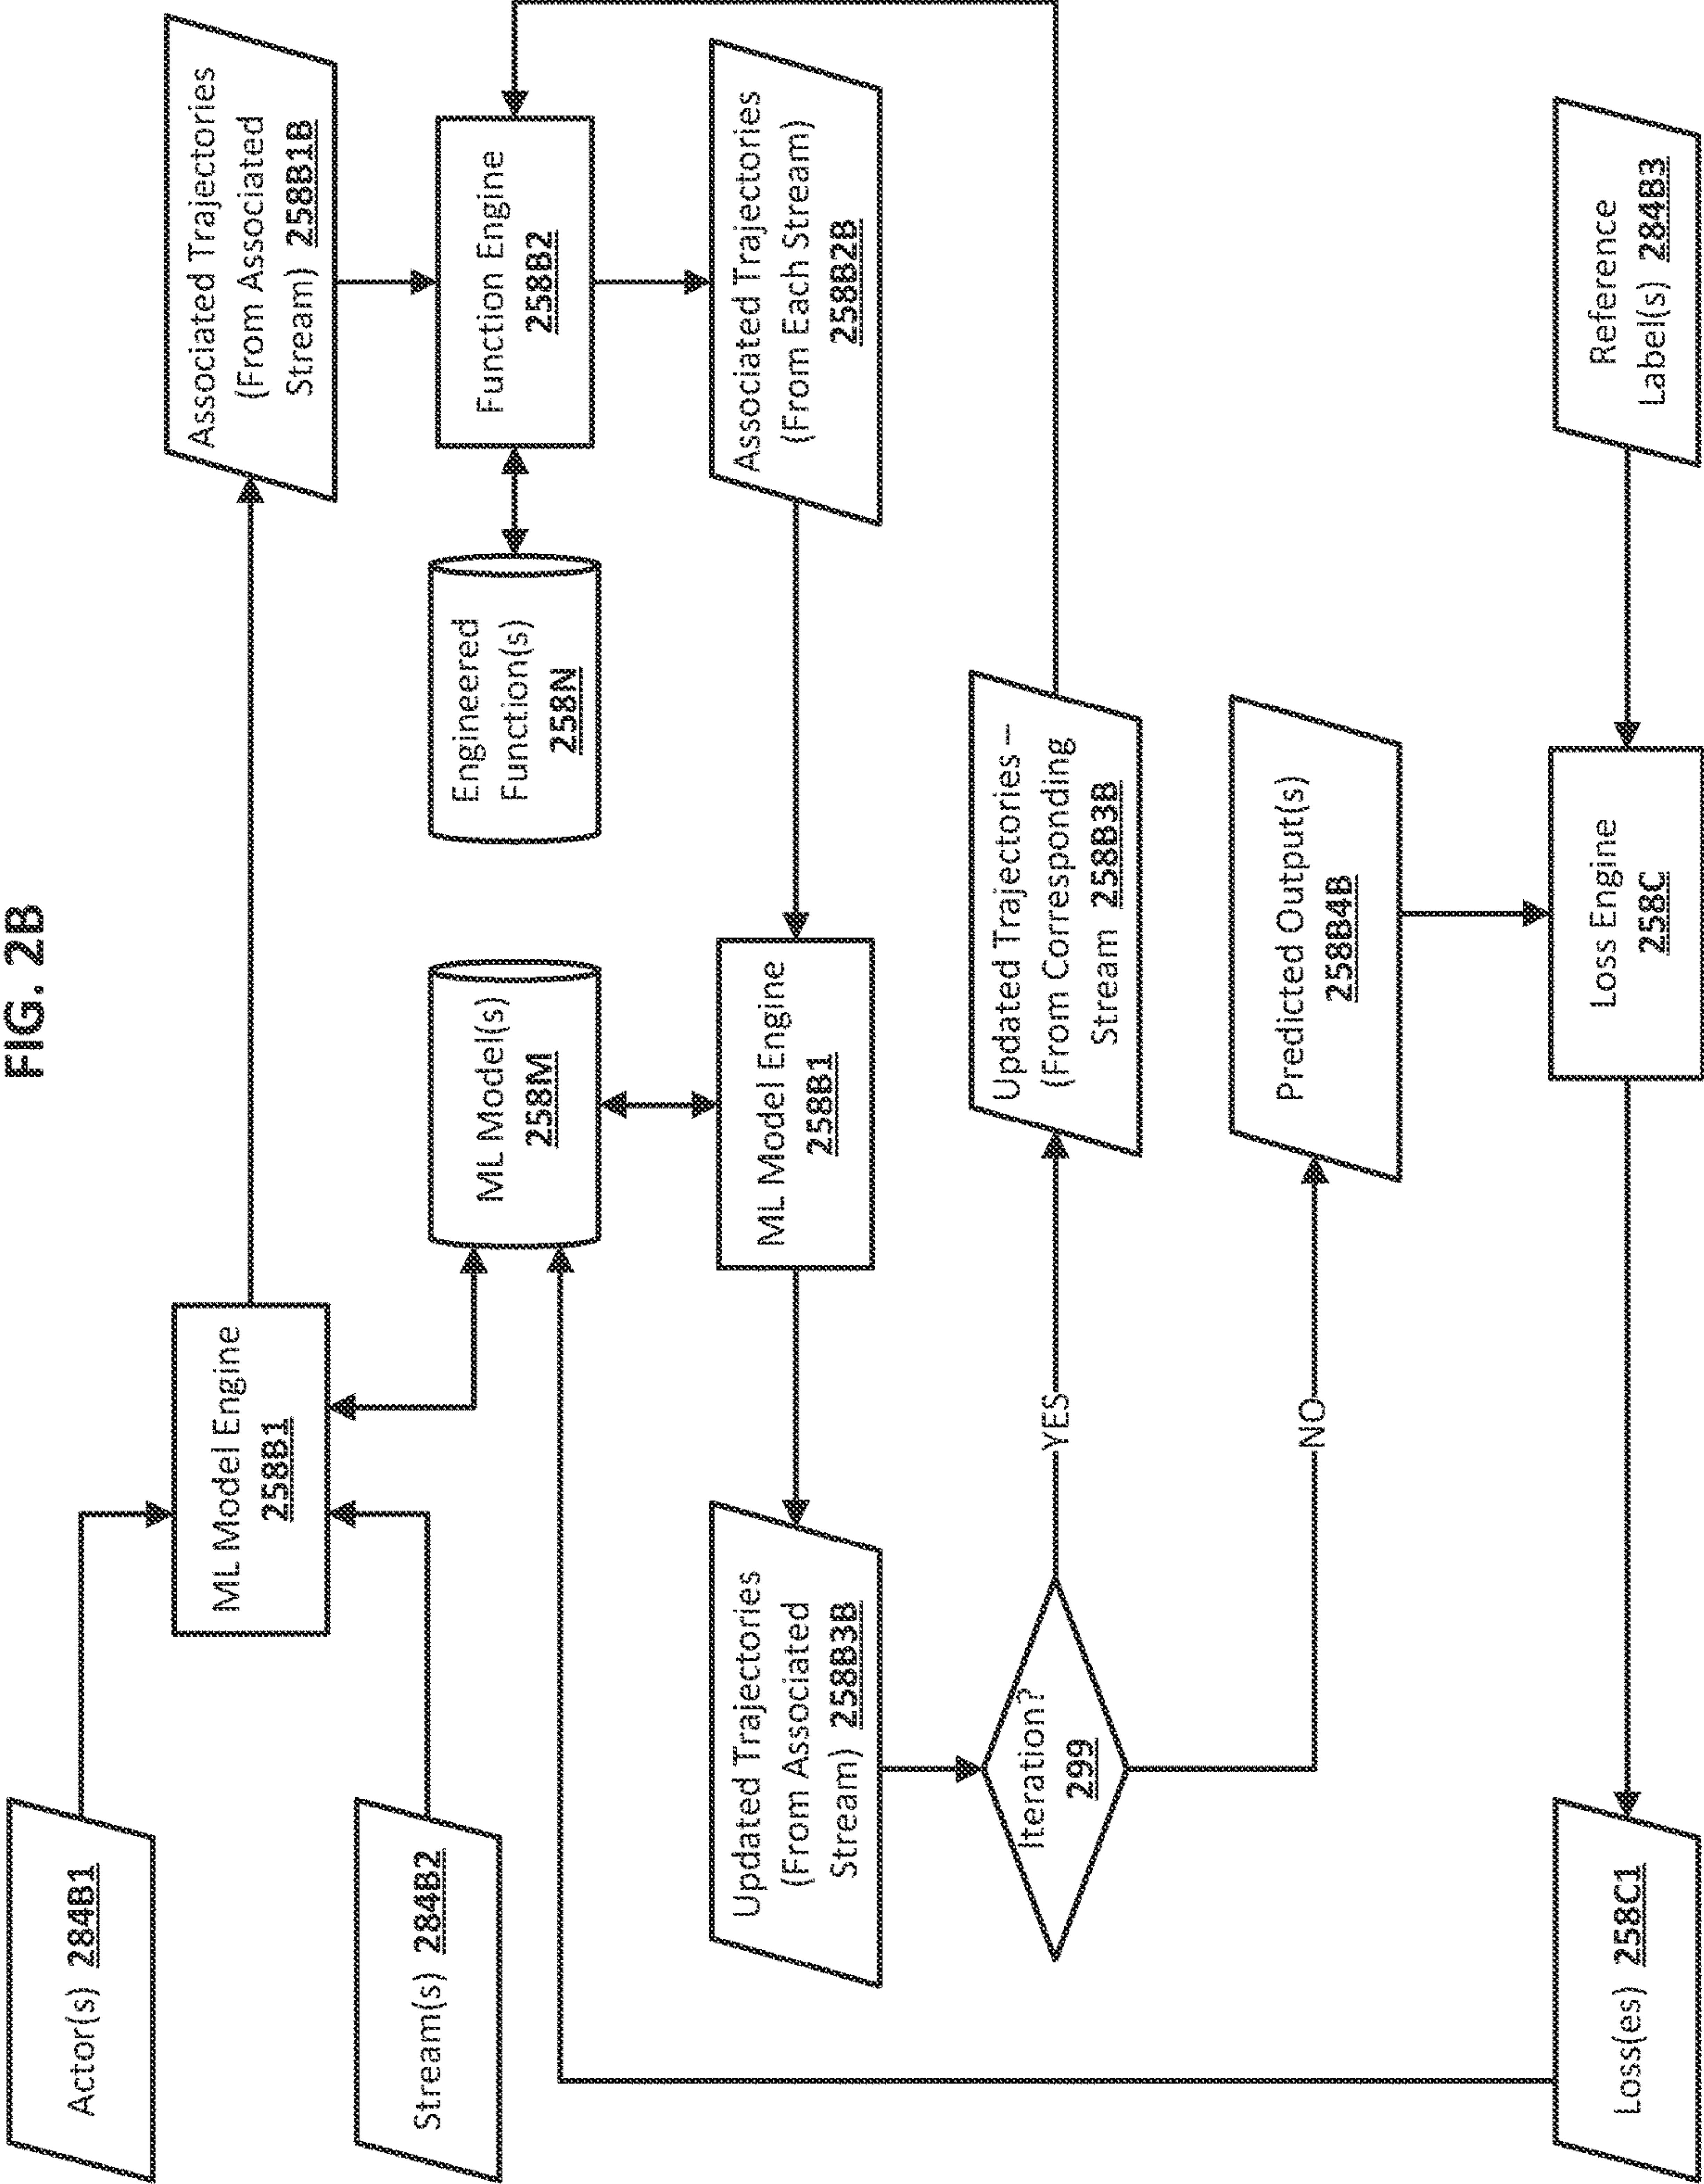 FIG. 2B
Actor(s) 284B1
Stream(s) 284B2
ML Model Engine
258B1
Associated Trajectories
(From Associated
Stream) 258B1B
ML Model(s)
258M
Engineered
Function(s)
258N
Function Engine
258B2
Updated Trajectories
(From Associated
Stream) 258B3B
ML Model Engine
258B1
Associated Trajectories
(From Each Stream)
258B2B
Iteration?
299
YES
Updated Trajectories –
(From Corresponding
Stream 258B3B
NO
Predicted Output(s)
258B4B
Loss(es) 258C1
Loss Engine
258C
Reference
Label(s) 284B3